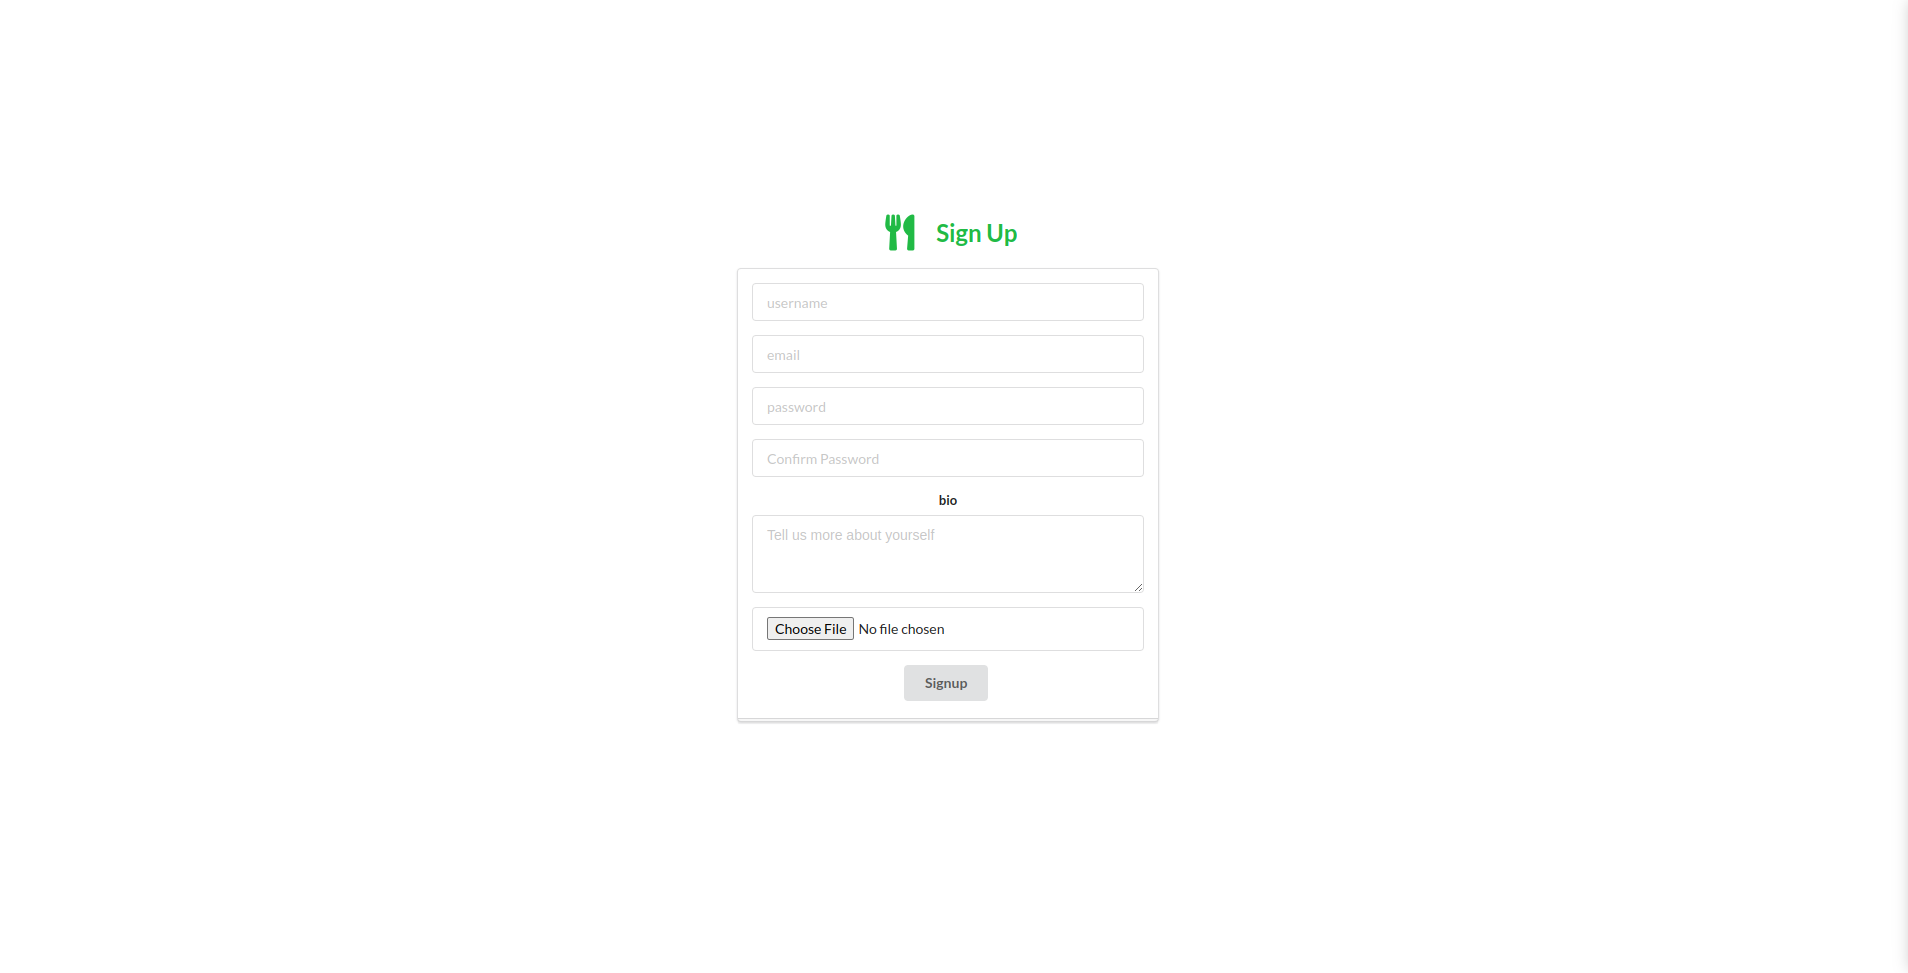 Sign Up
username
email
password
Confirm Password
bio
Tell us more about yourself
Choose File No file chosen
Signup